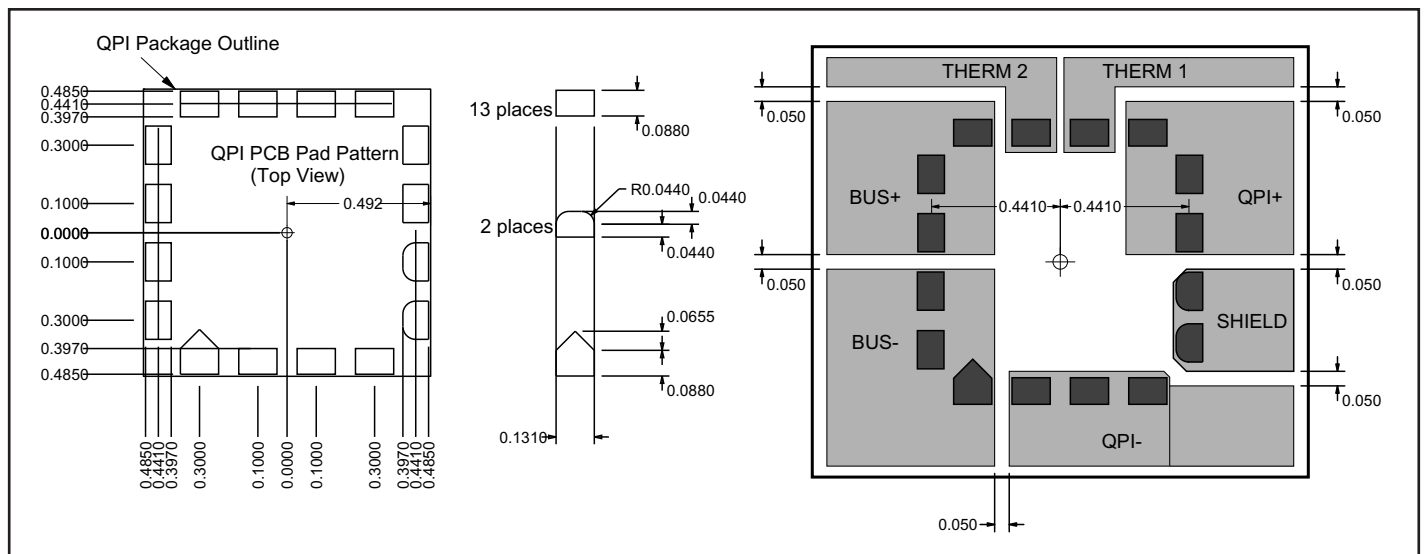 QPI Package Outline
0.4850
0.4410
0.3970
0.3000
0.1000
0.0000
0.1000
0.3000
0.3970
0.4850
QPI PCB Pad Pattern
(Top View)
0.492
0.4850
0.4410
0.3970
0.3000
0.1000
0.0000
0.1000
0.3000
0.3970
0.4410
0.4850
13 places
0.0880
R0.0440
0.0440
2 places
0.0440
0.0655
0.0880
0.1310
THERM 2
THERM 1
0.050
0.050
BUS+
0.4410
0.4410
QPI+
0.050
0.050
BUS-
SHIELD
0.050
QPI-
0.050